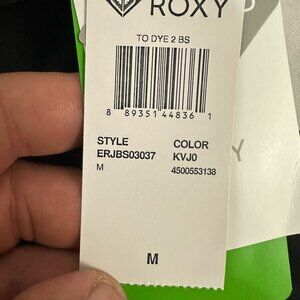 ROXY
TO DYE 2 BS
8 89351 44836 1
STYLE COLOR
ERJBS03037 KVJ0
M 4500553138
M